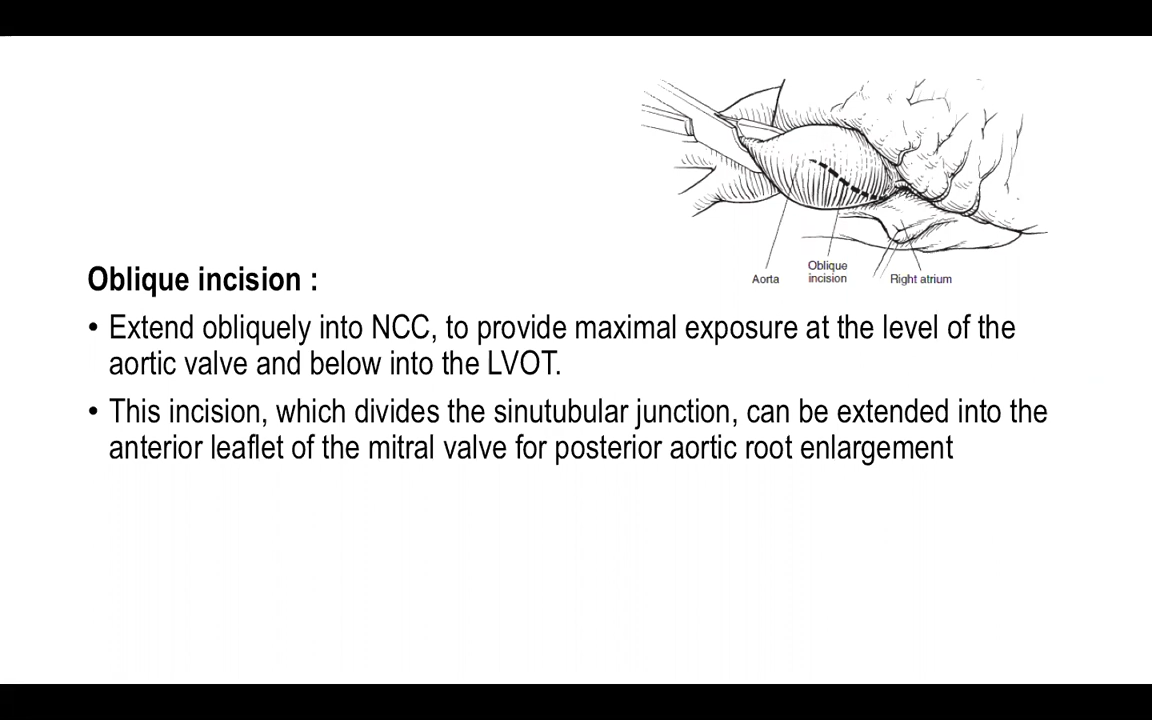 Aorta
Oblique
incision
Right atrium
Oblique incision :
• Extend obliquely into NCC, to provide maximal exposure at the level of the
aortic valve and below into the LVOT.
• This incision, which divides the sinutubular junction, can be extended into the
anterior leaflet of the mitral valve for posterior aortic root enlargement